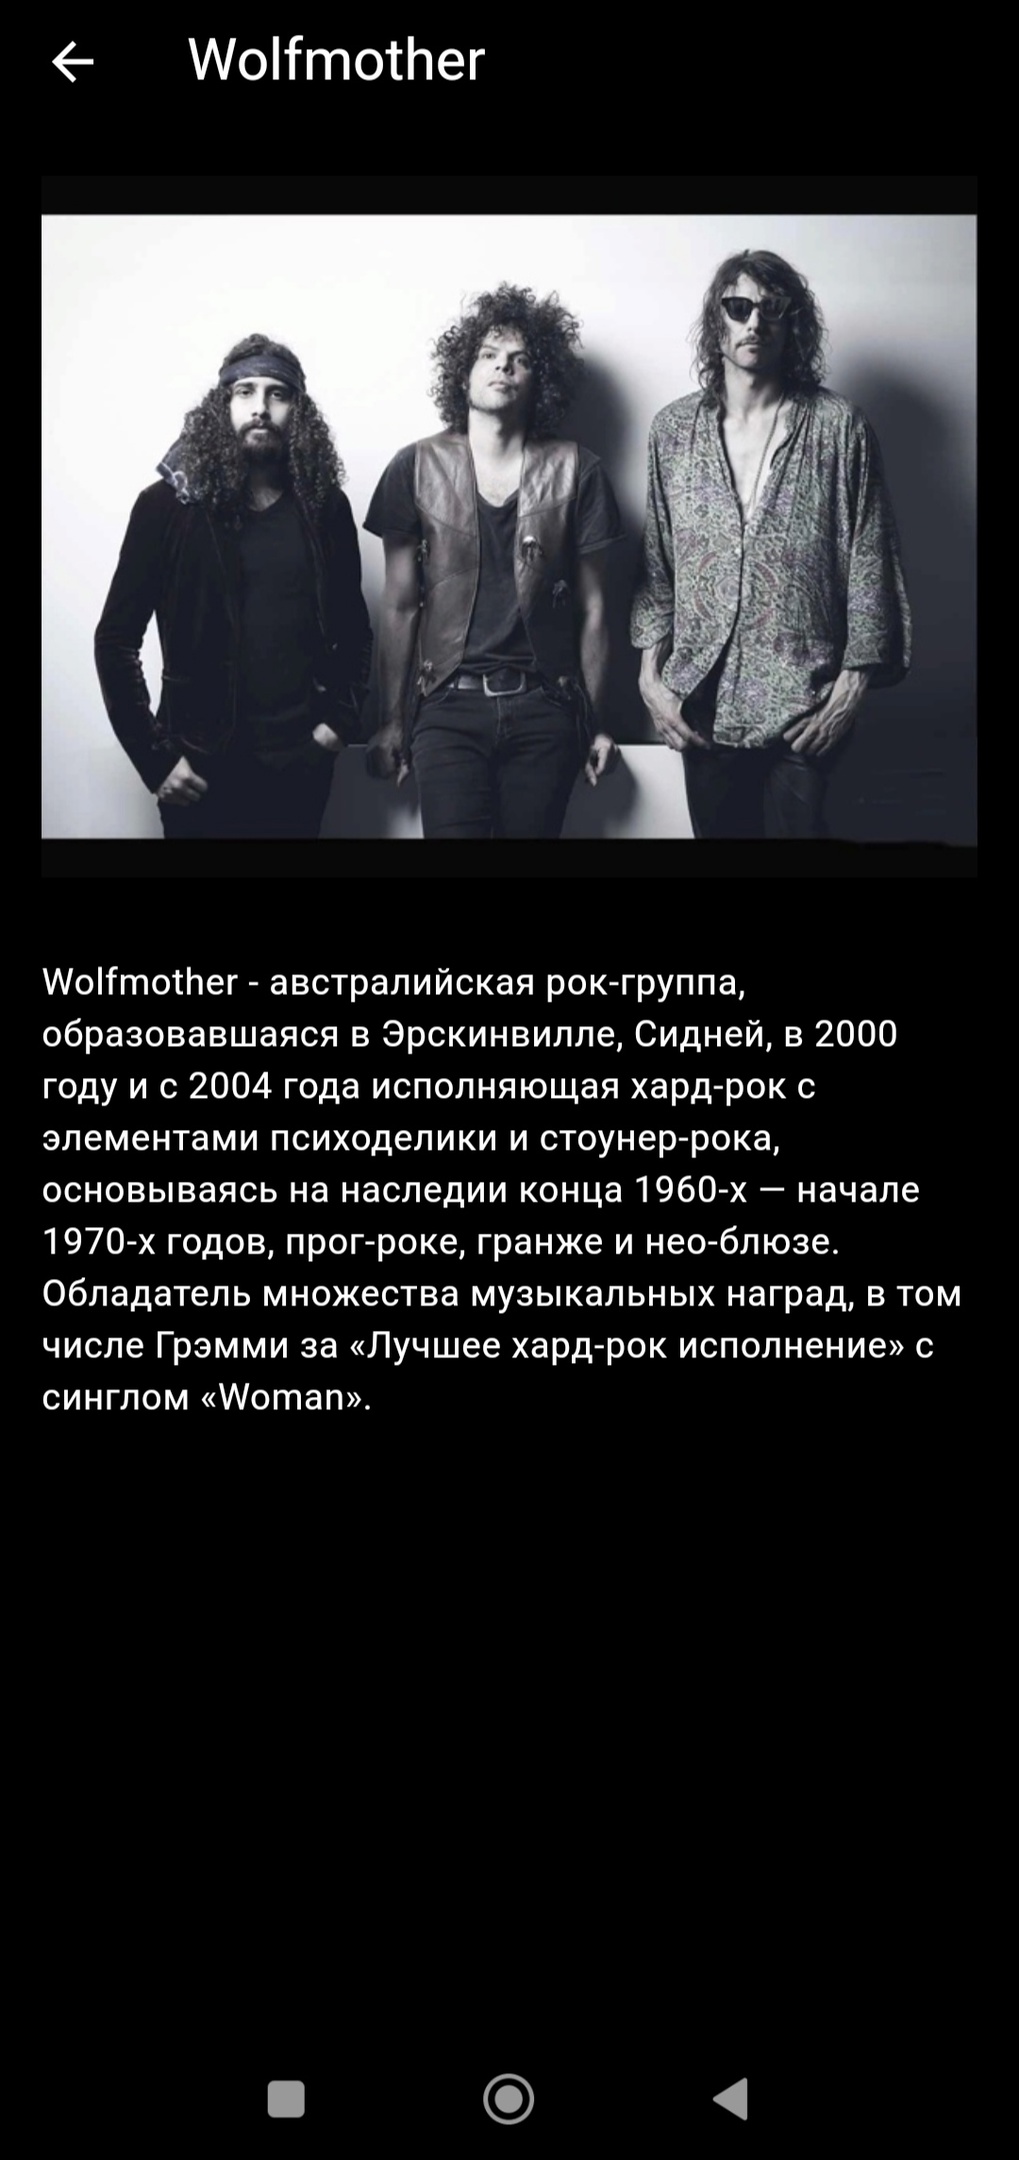 Wolfmother
Wolfmother - австралийская рок-группа,
образовавшаяся в Эрскинвилле, Сидней, в 2000
году и с 2004 года исполняющая хард-рок с
элементами психоделики и стоунер-рока,
основываясь на наследии конца 1960-х — начале
1970-х годов, прог-роке, гранже и нео-блюзе.
Обладатель множества музыкальных наград, в том
числе Грэмми за «Лучшее хард-рок исполнение» с
синглом «Woman».